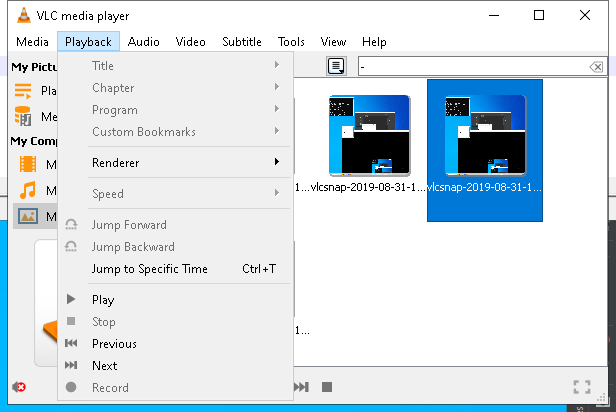 VLC media player
Media Playback Audio Video Subtitle Tools View Help
My Pictu
Pla
Me
My Comp
M
M
M
Title
Chapter
Program
Custom Bookmarks
Renderer
Speed
Jump Forward
Jump Backward
Jump to Specific Time Ctrl+T
Play
Stop
Previous
Next
Record
-
1... vlcsnap-2019-08-31-1... vlcsnap-2019-08-31-1...
1...